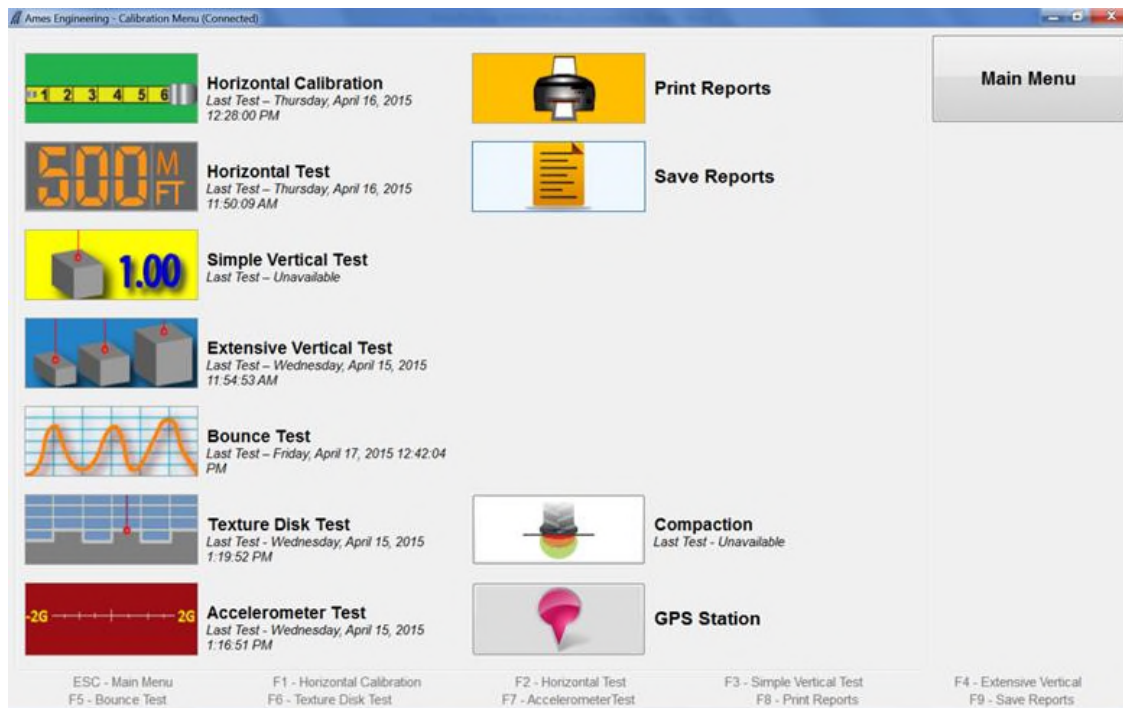 Ames Engineering - Calibration Menu (Connected)
1 2 3 4 5 6
Horizontal Calibration
Last Test – Thursday, April 16, 2015
12:28:00 PM
500 M
FT
Horizontal Test
Last Test – Thursday, April 16, 2015
11:50:09 AM
1.00
Simple Vertical Test
Last Test – Unavailable
Extensive Vertical Test
Last Test – Wednesday, April 15, 2015
11:54:53 AM
Bounce Test
Last Test – Friday, April 17, 2015 12:42:04
PM
Texture Disk Test
Last Test - Wednesday, April 15, 2015
1:19:52 PM
-2G 2G
Accelerometer Test
Last Test - Wednesday, April 15, 2015
1:16:51 PM
Print Reports
Save Reports
Compaction
Last Test - Unavailable
GPS Station
Main Menu
ESC - Main Menu F1 - Horizontal Calibration F2 - Horizontal Test F3 - Simple Vertical Test F4 - Extensive Vertical
F5 - Bounce Test F6 - Texture Disk Test F7 - AccelerometerTest F8 - Print Reports F9 - Save Reports